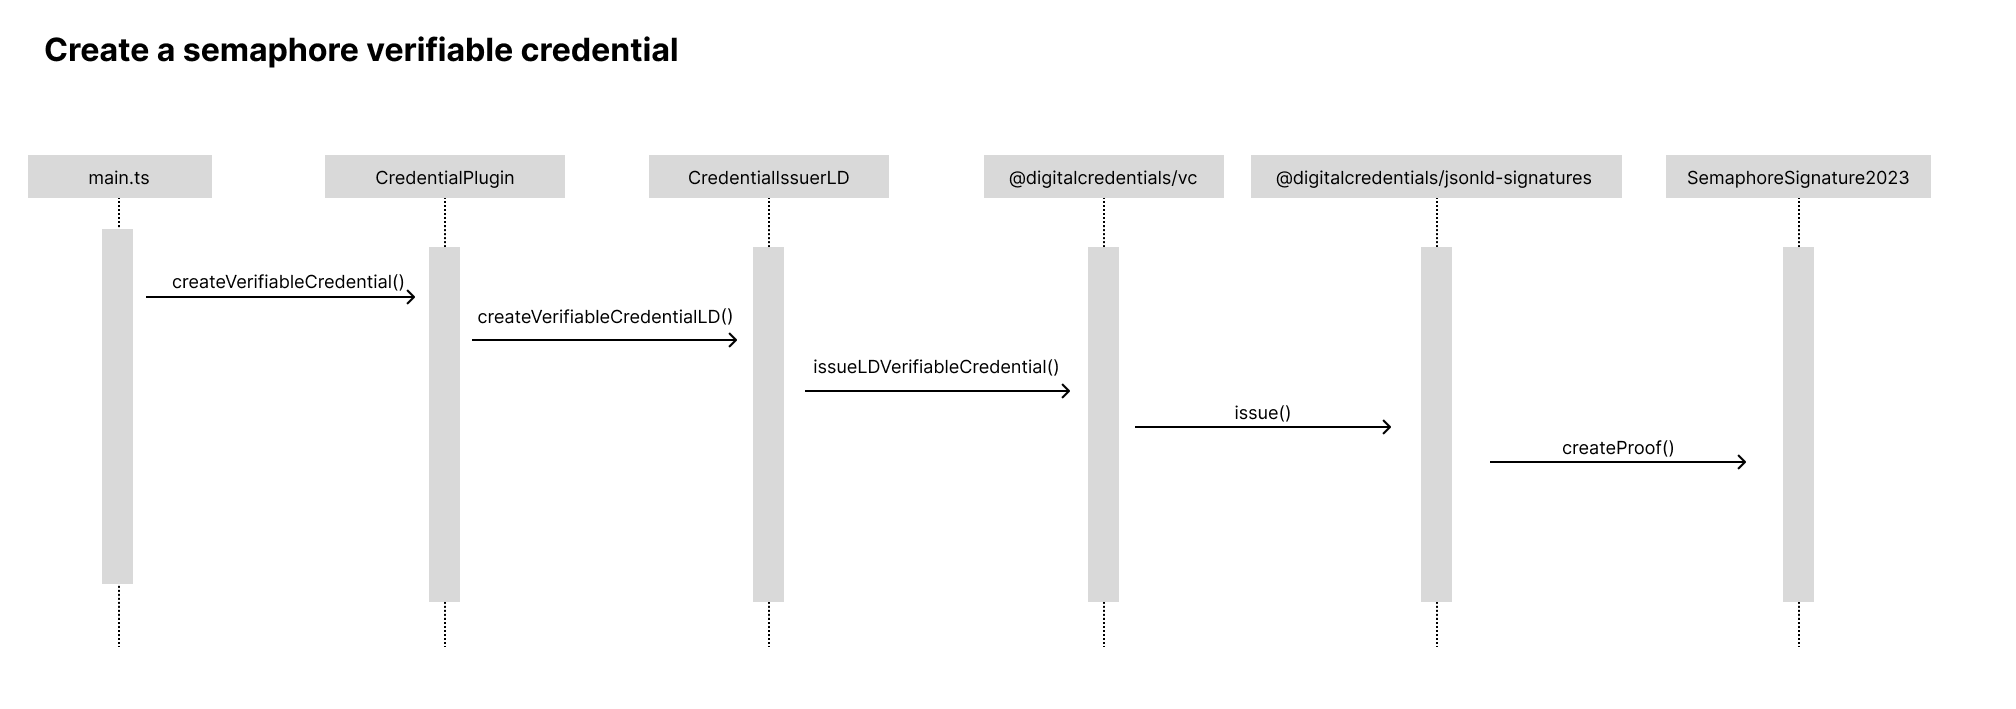 Create a semaphore verifiable credential
main.ts
CredentialPlugin
CredentialIssuerLD
@digitalcredentials/vc
@digitalcredentials/jsonld-signatures
SemaphoreSignature2023
createVerifiableCredential()
createVerifiableCredentialLD()
issueLDVerifiableCredential()
issue()
createProof()